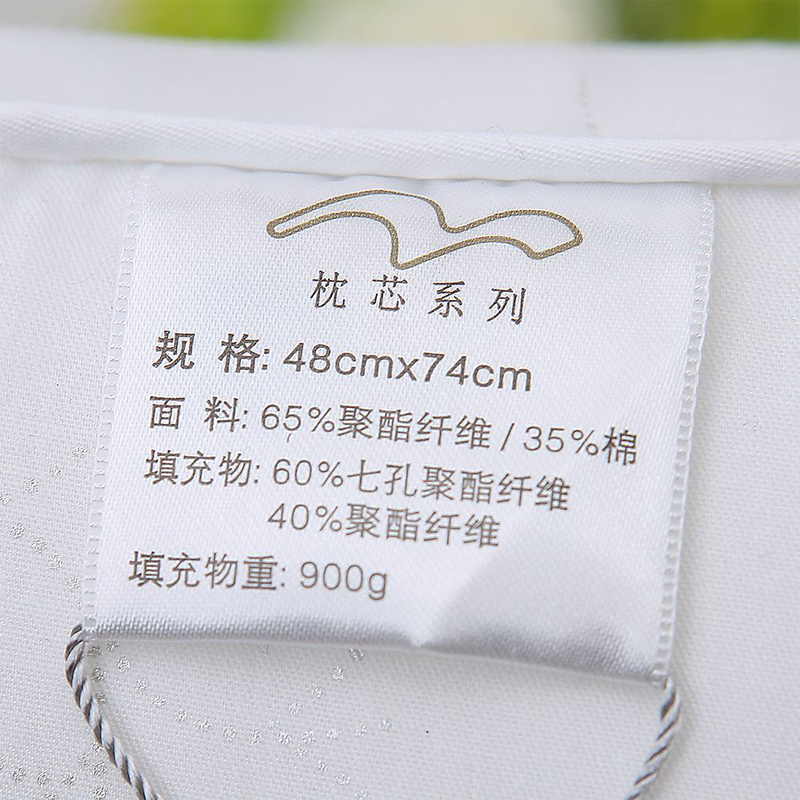 枕芯系列
规 格: 48cmx74cm
面 料: 65%聚酯纤维 / 35%棉
填充物: 60%七孔聚酯纤维
40%聚酯纤维
填充物重: 900g